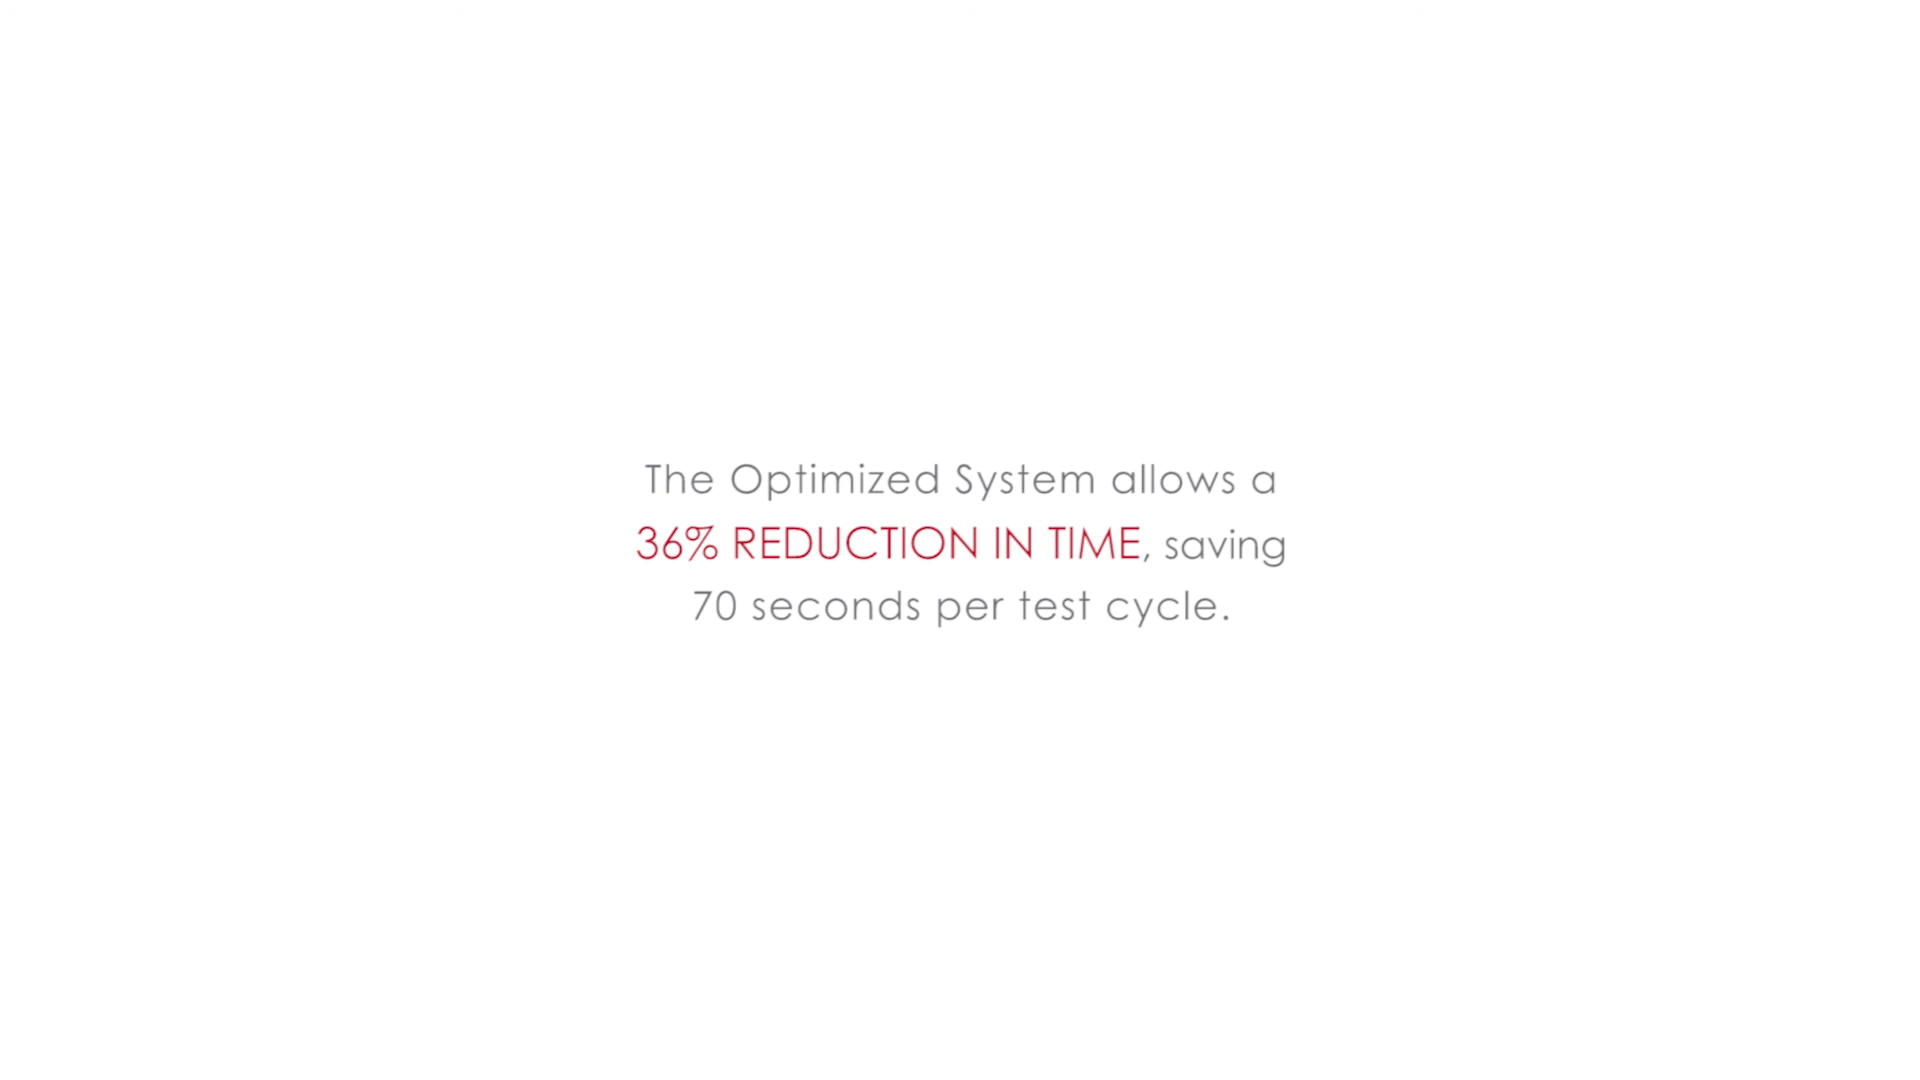 The Optimized System allows a
36% REDUCTION IN TIME, saving
70 seconds per test cycle.